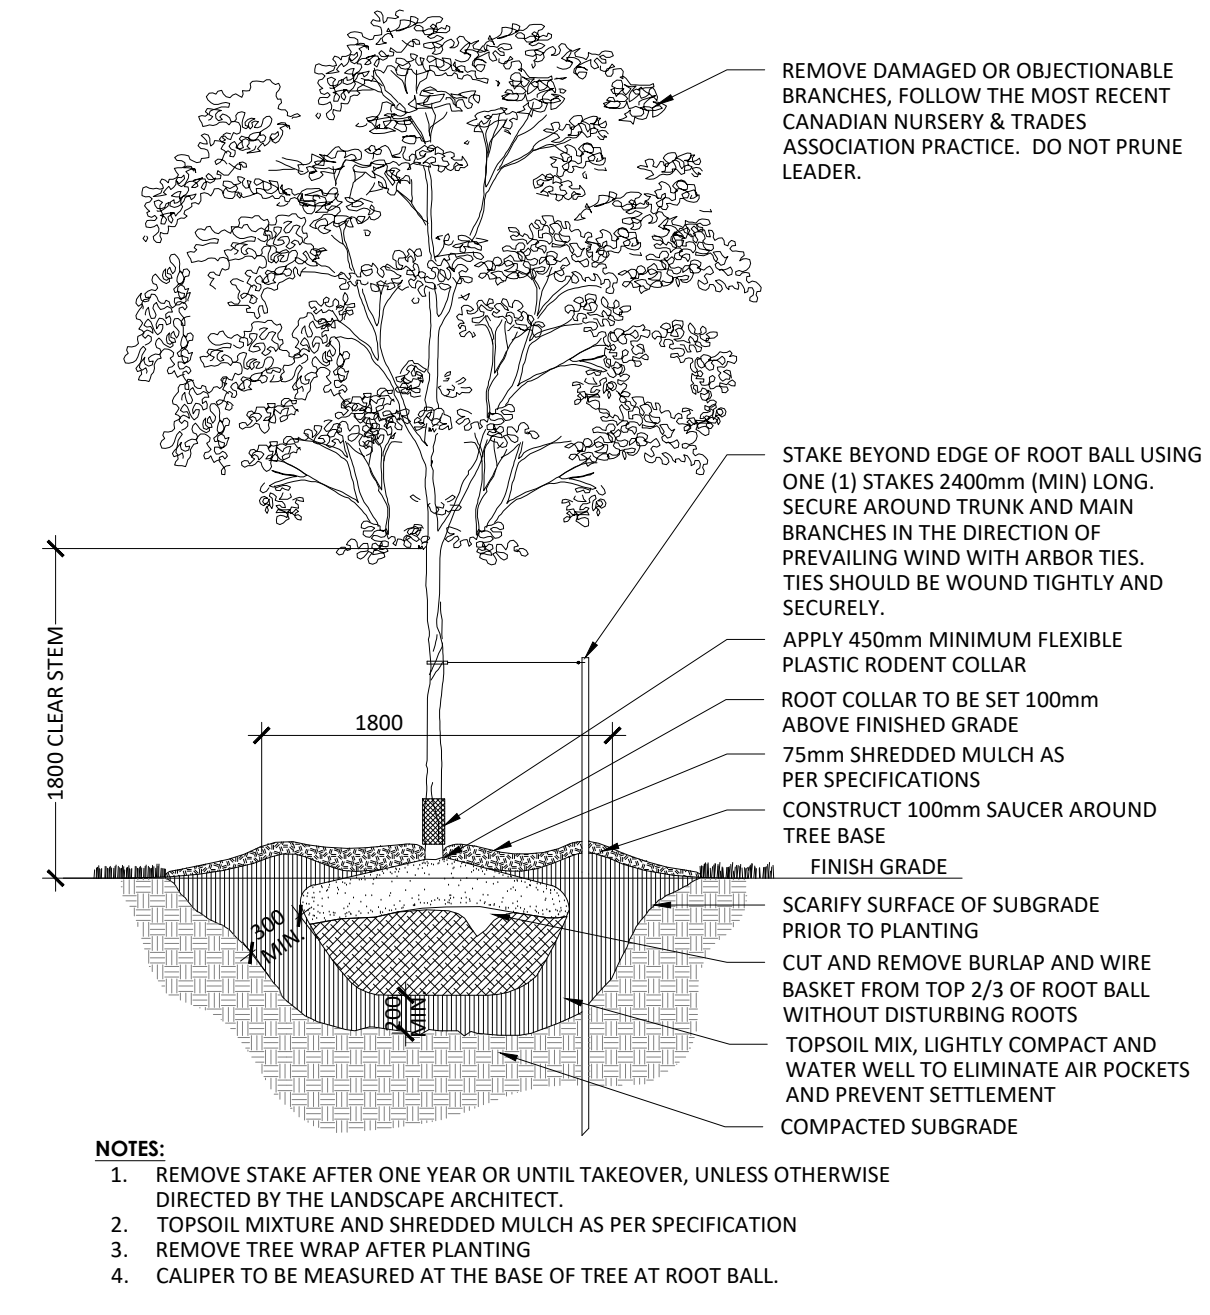 REMOVE DAMAGED OR OBJECTIONABLE
BRANCHES, FOLLOW THE MOST RECENT
CANADIAN NURSERY & TRADES
ASSOCIATION PRACTICE. DO NOT PRUNE
LEADER.
STAKE BEYOND EDGE OF ROOT BALL USING
ONE (1) STAKES 2400mm (MIN) LONG.
SECURE AROUND TRUNK AND MAIN
BRANCHES IN THE DIRECTION OF
PREVAILING WIND WITH ARBOR TIES.
TIES SHOULD BE WOUND TIGHTLY AND
SECURELY.
APPLY 450mm MINIMUM FLEXIBLE
PLASTIC RODENT COLLAR
ROOT COLLAR TO BE SET 100mm
ABOVE FINISHED GRADE
75mm SHREDDED MULCH AS
PER SPECIFICATIONS
CONSTRUCT 100mm SAUCER AROUND
TREE BASE
FINISH GRADE
SCARIFY SURFACE OF SUBGRADE
PRIOR TO PLANTING
CUT AND REMOVE BURLAP AND WIRE
BASKET FROM TOP 2/3 OF ROOT BALL
WITHOUT DISTURBING ROOTS
TOPSOIL MIX, LIGHTLY COMPACT AND
WATER WELL TO ELIMINATE AIR POCKETS
AND PREVENT SETTLEMENT
COMPACTED SUBGRADE
1800 CLEAR STEM
1800
300
MIN.
200
MIN
NOTES:
1. REMOVE STAKE AFTER ONE YEAR OR UNTIL TAKEOVER, UNLESS OTHERWISE
DIRECTED BY THE LANDSCAPE ARCHITECT.
2. TOPSOIL MIXTURE AND SHREDDED MULCH AS PER SPECIFICATION
3. REMOVE TREE WRAP AFTER PLANTING
4. CALIPER TO BE MEASURED AT THE BASE OF TREE AT ROOT BALL.